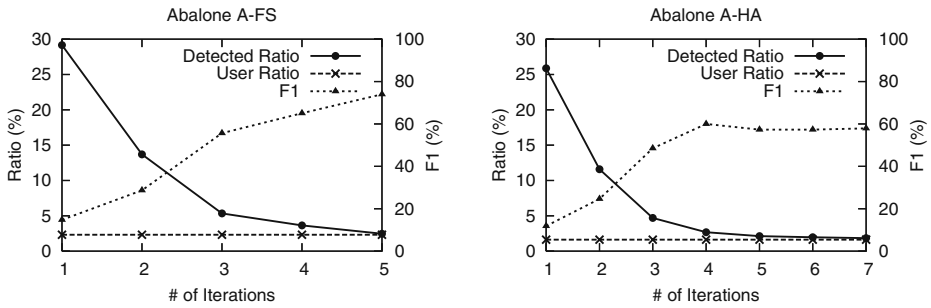 Abalone A-FS
Detected Ratio
User Ratio
F1
Ratio (%)
30
25
20
15
10
5
0
100
80
60
40
20
0
F1 (%)
1 2 3 4 5
# of Iterations
Abalone A-HA
Detected Ratio
User Ratio
F1
Ratio (%)
30
25
20
15
10
5
0
100
80
60
40
20
0
F1 (%)
1 2 3 4 5 6 7
# of Iterations